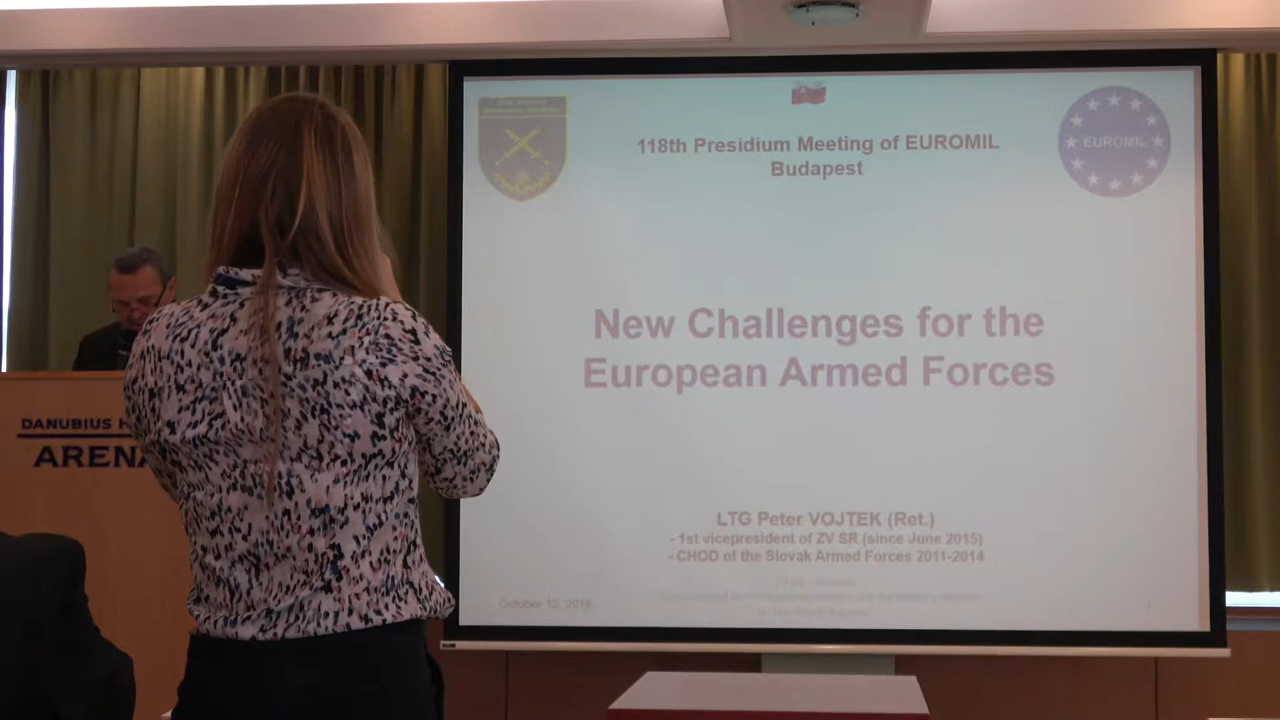 118th Presidium Meeting of EUROMIL
Budapest
EUROMIL
New Challenges for the
European Armed Forces
LTG Peter VOJTEK (Ret.)
- 1st vicepresident of ZV SR (since June 2015)
- CHOD of the Slovak Armed Forces 2011-2014
October 12, 2018
DANUBIUS H
ARENA